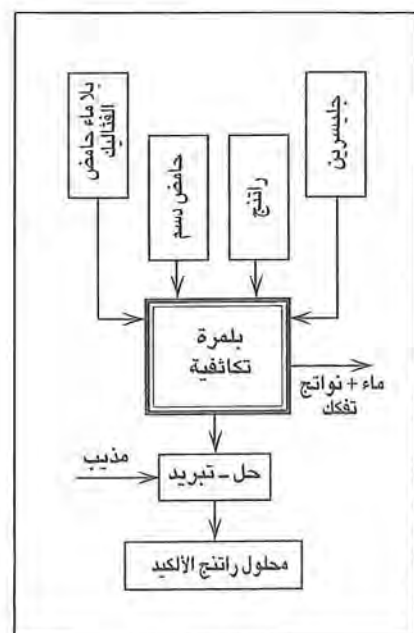 جليسرين
راتنج
حامض دسم
بلا ماء حامض
الفثاليك
بلمرة
تكاثفية
ماء + نواتج
تفكك
مذيب
حل - تبريد
محلول راتنج الألكيد